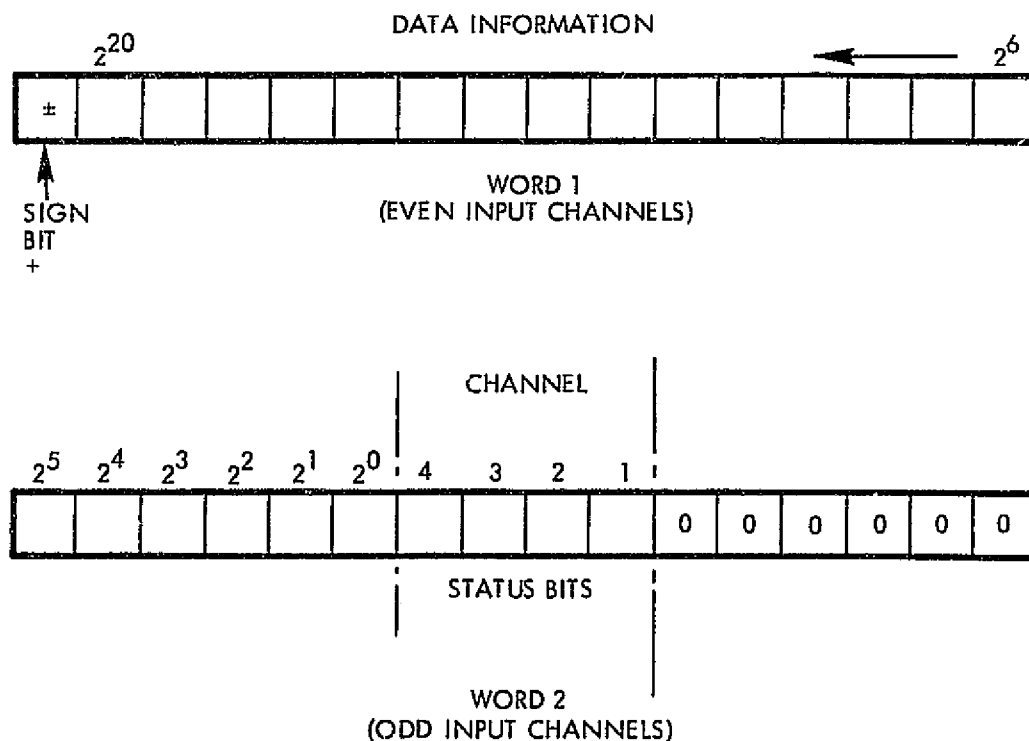 DATA INFORMATION
2^20 2^6
±
WORD 1
(EVEN INPUT CHANNELS)
SIGN
BIT
+
CHANNEL
2^5 2^4 2^3 2^2 2^1 2^0 4 3 2 1
0 0 0 0 0 0
STATUS BITS
WORD 2
(ODD INPUT CHANNELS)